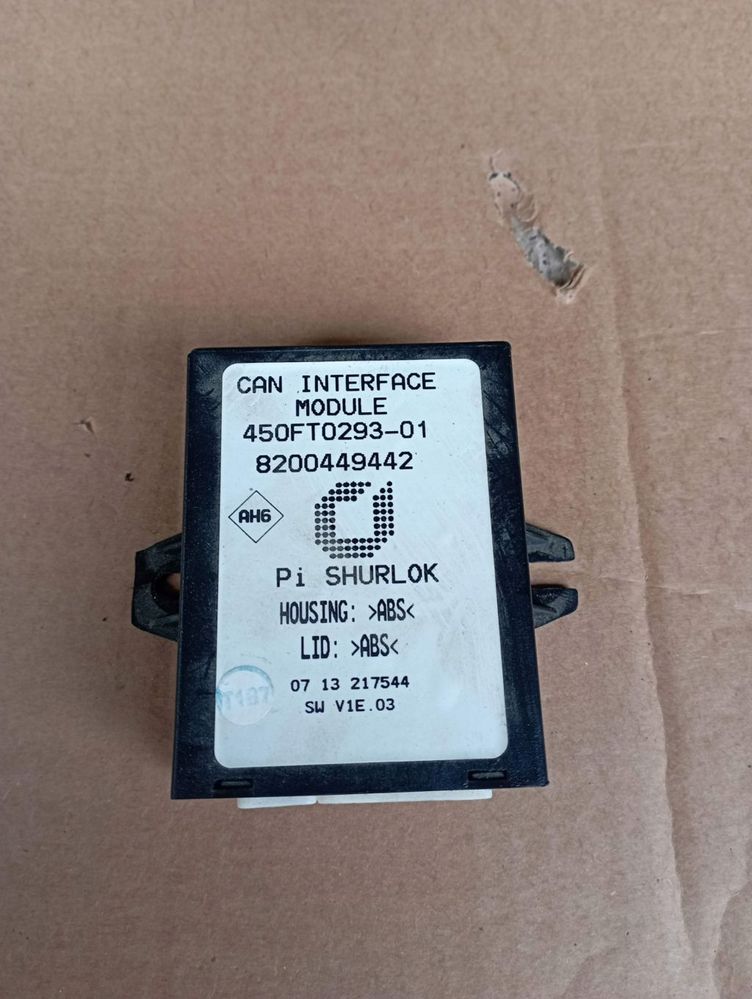 CAN INTERFACE
MODULE
450FT0293-01
8200449442
AH6
Pi SHURLOK
HOUSING: >ABS<
LID: >ABS<
07 13 217544
SW V1E.03